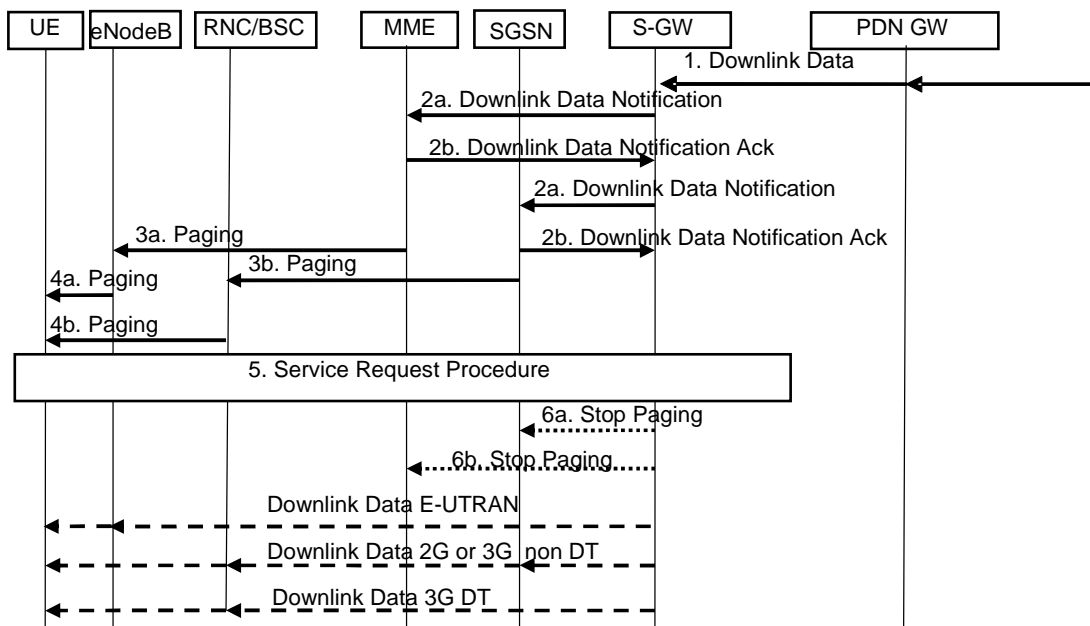 UE
eNodeB
RNC/BSC
MME
SGSN
S-GW
PDN GW
1. Downlink Data
2a. Downlink Data Notification
2b. Downlink Data Notification Ack
2a. Downlink Data Notification
3a. Paging
2b. Downlink Data Notification Ack
3b. Paging
4a. Paging
4b. Paging
5. Service Request Procedure
6a. Stop Paging
6b. Stop Paging
Downlink Data E-UTRAN
Downlink Data 2G or 3G non DT
Downlink Data 3G DT